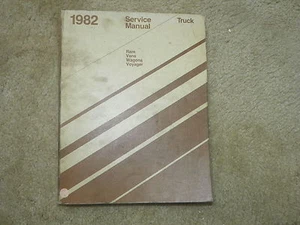 1982
Service
Manual
Truck
Ram
Vans
Wagons
Voyager